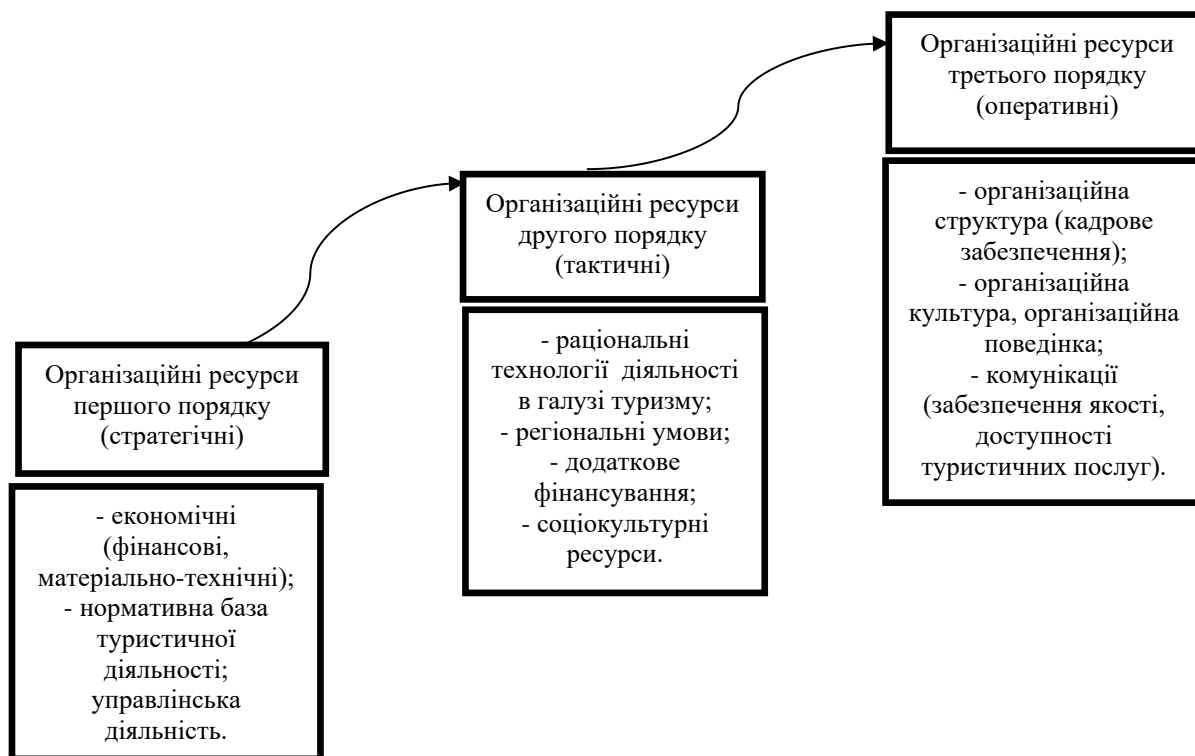 Організаційні ресурси
третього порядку
(оперативні)
- організаційна
структура (кадрове
забезпечення);
- організаційна
культура, організаційна
поведінка;
- комунікації
(забезпечення якості,
доступності
туристичних послуг).
Організаційні ресурси
другого порядку
(тактичні)
- раціональні
технології діяльності
в галузі туризму;
- регіональні умови;
- додаткове
фінансування;
- соціокультурні
ресурси.
Організаційні ресурси
першого порядку
(стратегічні)
- економічні
(фінансові,
матеріально-технічні);
- нормативна база
туристичної
діяльності;
управлінська
діяльність.